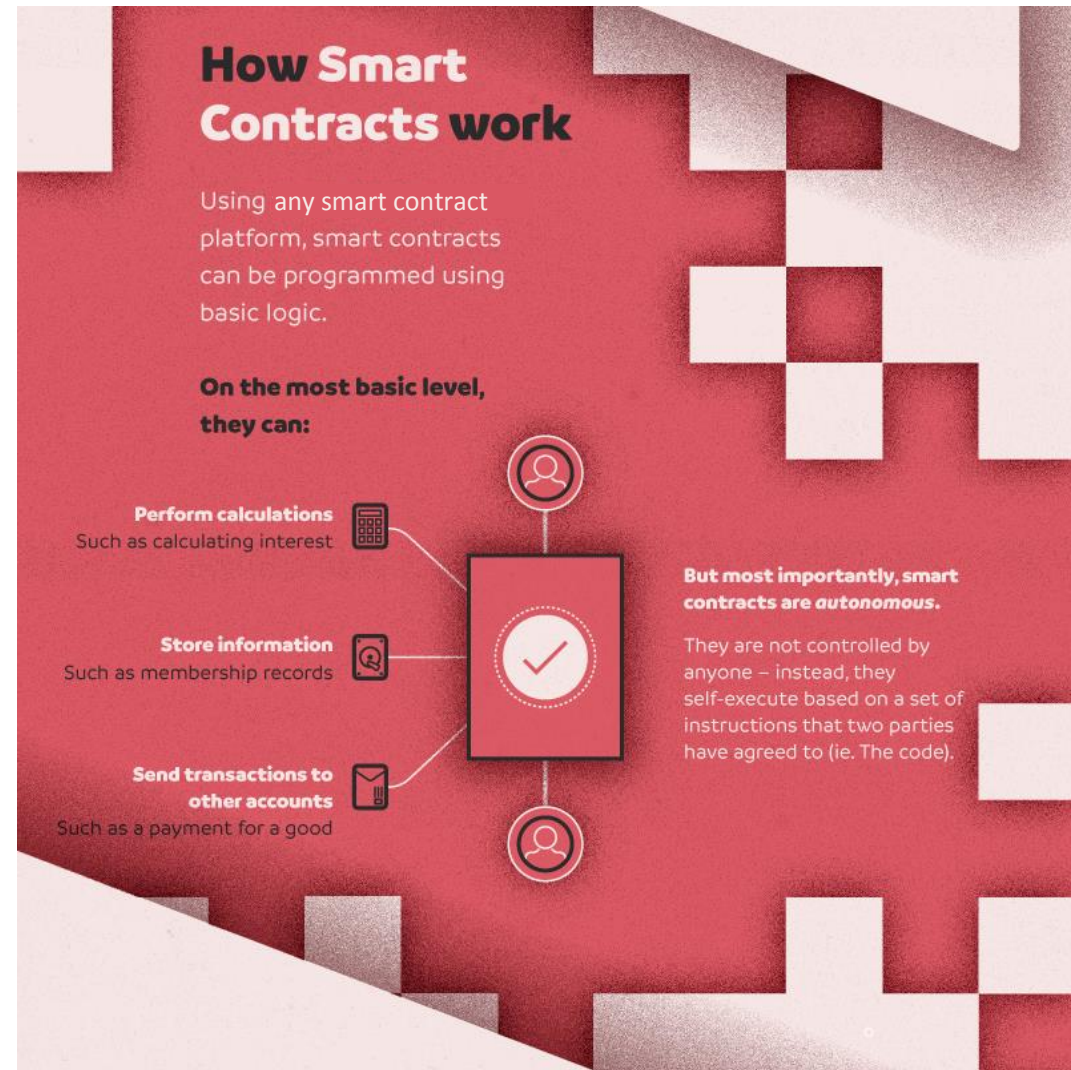 How Smart
Contracts work
Using any smart contract
platform, smart contracts
can be programmed using
basic logic.
On the most basic level,
they can:
Perform calculations
Such as calculating interest
Store information
Such as membership records
Send transactions to
other accounts
Such as a payment for a good
But most importantly, smart
contracts are autonomous.
They are not controlled by
anyone – instead, they
self-execute based on a set of
instructions that two parties
have agreed to (ie. The code).